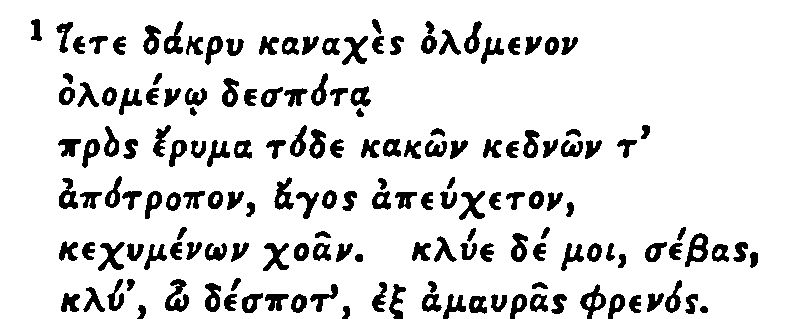 ¹ ἵετε δάκρυ καναχὲς ὀλόμενον
ὀλομένῳ δεσπότᾳ
πρὸς ἔρυμα τόδε κακῶν κεδνῶν τ’
ἀπότροπον, ἄγος ἀπεύχετον,
κεχυμένων χοᾶν. κλύε δέ μοι, σέβας,
κλύ’, ὦ δέσποτ’, ἐξ ἀμαυρᾶς φρενός.